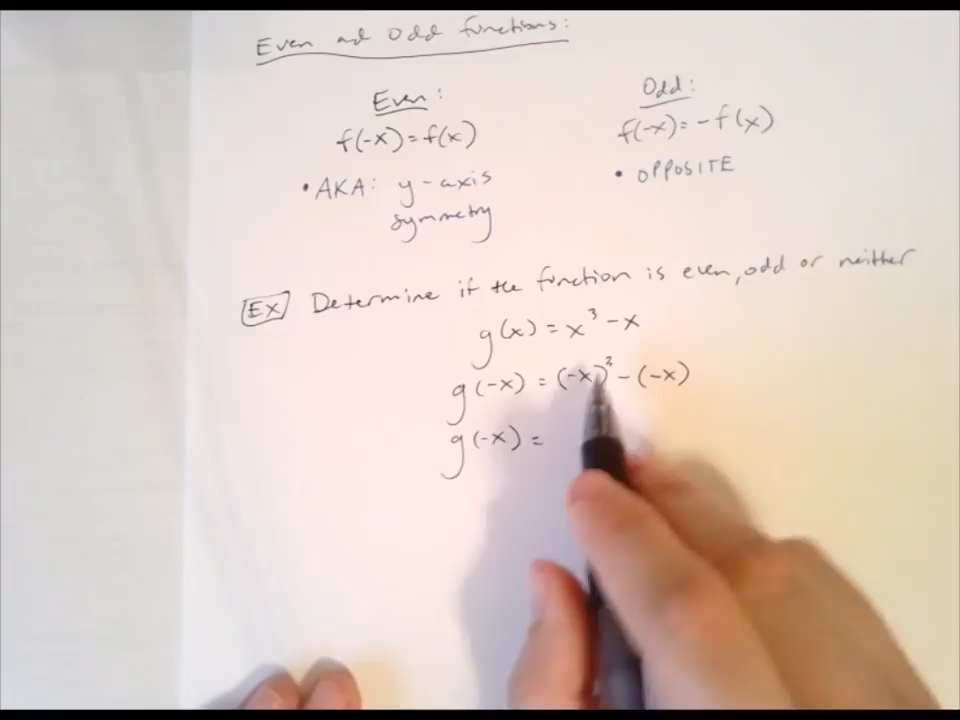 Even and Odd functions:
Even:
f(-x)=f(x)
• AKA: y-axis
symmetry
Odd:
f(-x)=-f(x)
• OPPOSITE
Ex Determine if the function is even, odd or neither
g(x) = x³ - x
g(-x) = (-x)³ - (-x)
g(-x) =